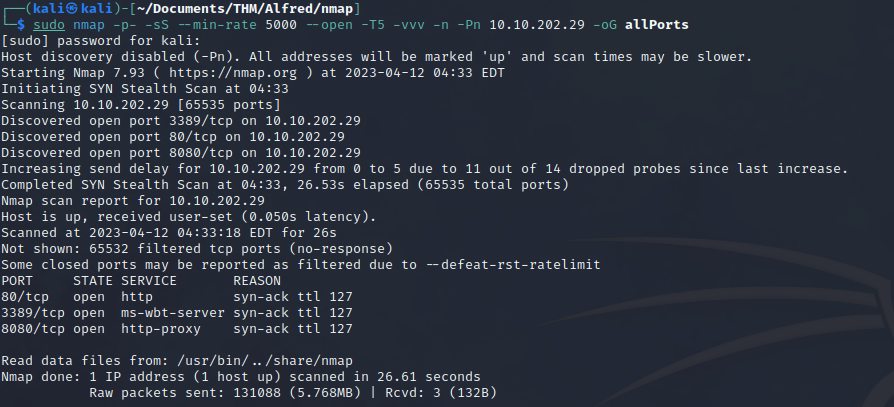 ┌──(kali㉿kali)-[~/Documents/THM/Alfred/nmap]
└─$ sudo nmap -p- -sS --min-rate 5000 --open -T5 -vvv -n -Pn 10.10.202.29 -oG allPorts
[sudo] password for kali:
Host discovery disabled (-Pn). All addresses will be marked 'up' and scan times may be slower.
Starting Nmap 7.93 ( https://nmap.org ) at 2023-04-12 04:33 EDT
Initiating SYN Stealth Scan at 04:33
Scanning 10.10.202.29 [65535 ports]
Discovered open port 3389/tcp on 10.10.202.29
Discovered open port 80/tcp on 10.10.202.29
Discovered open port 8080/tcp on 10.10.202.29
Increasing send delay for 10.10.202.29 from 0 to 5 due to 11 out of 14 dropped probes since last increase.
Completed SYN Stealth Scan at 04:33, 26.53s elapsed (65535 total ports)
Nmap scan report for 10.10.202.29
Host is up, received user-set (0.050s latency).
Scanned at 2023-04-12 04:33:18 EDT for 26s
Not shown: 65532 filtered tcp ports (no-response)
Some closed ports may be reported as filtered due to --defeat-rst-ratelimit
PORT     STATE SERVICE       REASON
80/tcp   open  http          syn-ack ttl 127
3389/tcp open  ms-wbt-server syn-ack ttl 127
8080/tcp open  http-proxy    syn-ack ttl 127
Read data files from: /usr/bin/../share/nmap
Nmap done: 1 IP address (1 host up) scanned in 26.61 seconds
           Raw packets sent: 131088 (5.768MB) | Rcvd: 3 (132B)